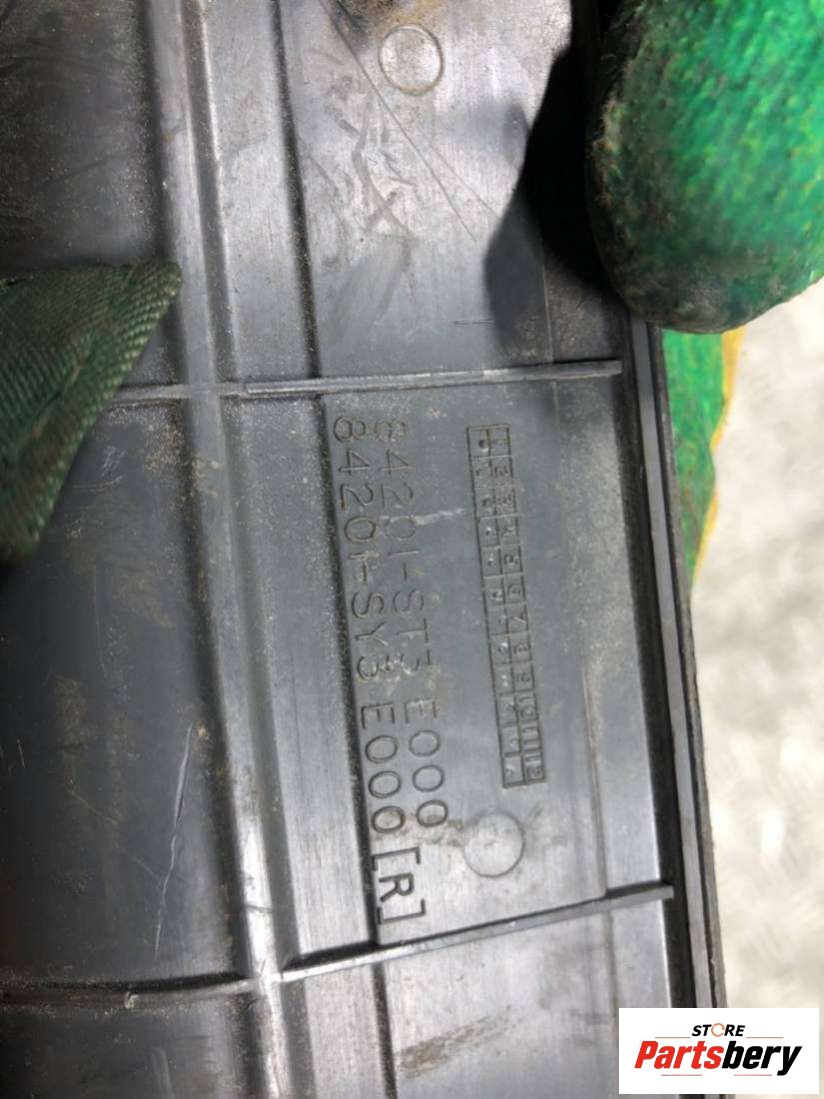 84201-ST3 E000
84201-SY3 E000 [R]
STORE
Partsbery